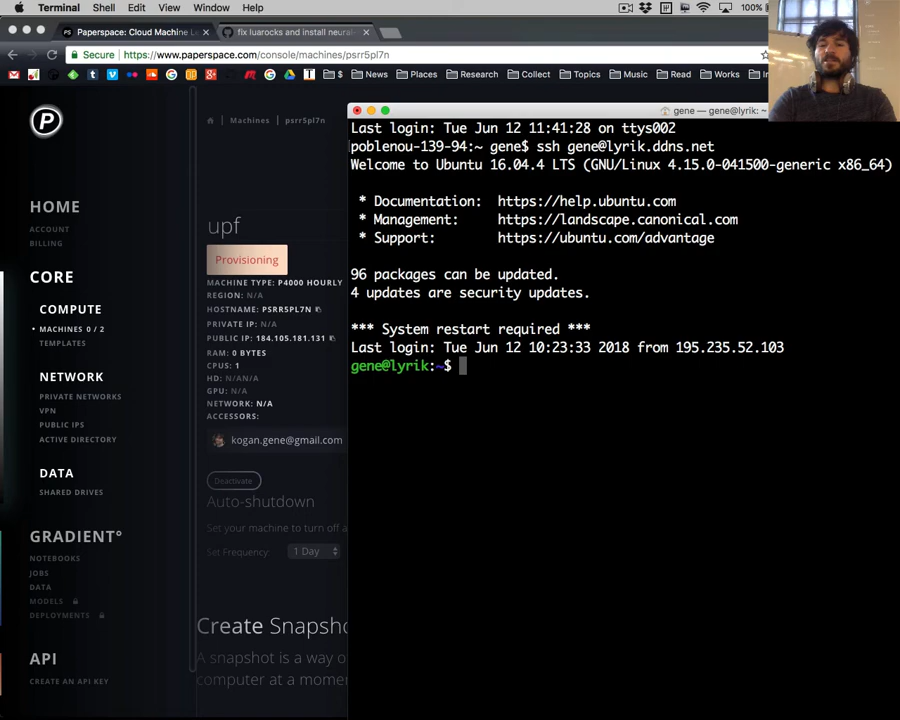 Terminal Shell Edit View Window Help 100%
Paperspace: Cloud Machine L
fix luarocks and install neural-
Secure https://www.paperspace.com/console/machines/psrr5pl7n
$ News Places Research Collect Topics Music Read Works In
P
Machines psrr5pl7n
HOME
ACCOUNT
BILLING
CORE
COMPUTE
MACHINES 0 / 2
TEMPLATES
NETWORK
PRIVATE NETWORKS
VPN
PUBLIC IPS
ACTIVE DIRECTORY
DATA
SHARED DRIVES
GRADIENT°
NOTEBOOKS
JOBS
DATA
MODELS
DEPLOYMENTS
API
CREATE AN API KEY
upf
Provisioning
MACHINE TYPE: P4000 HOURLY
REGION: N/A
HOSTNAME: PSRR5PL7N
PRIVATE IP: N/A
PUBLIC IP: 184.105.181.131
RAM: 0 BYTES
CPUS: 1
HD: N/AN/A
GPU: N/A
NETWORK: N/A
ACCESSORS:
kogan.gene@gmail.com
Deactivate
Auto-shutdown
Set your machine to turn off a
Set Frequency: 1 Day
Create Snapsho
A snapshot is a way o
computer at a momen
gene — gene@lyrik: ~
Last login: Tue Jun 12 11:41:28 on ttys002
poblenou-139-94:~ gene$ ssh gene@lyrik.ddns.net
Welcome to Ubuntu 16.04.4 LTS (GNU/Linux 4.15.0-041500-generic x86_64)
* Documentation: https://help.ubuntu.com
* Management: https://landscape.canonical.com
* Support: https://ubuntu.com/advantage
96 packages can be updated.
4 updates are security updates.
*** System restart required ***
Last login: Tue Jun 12 10:23:33 2018 from 195.235.52.103
gene@lyrik:~$